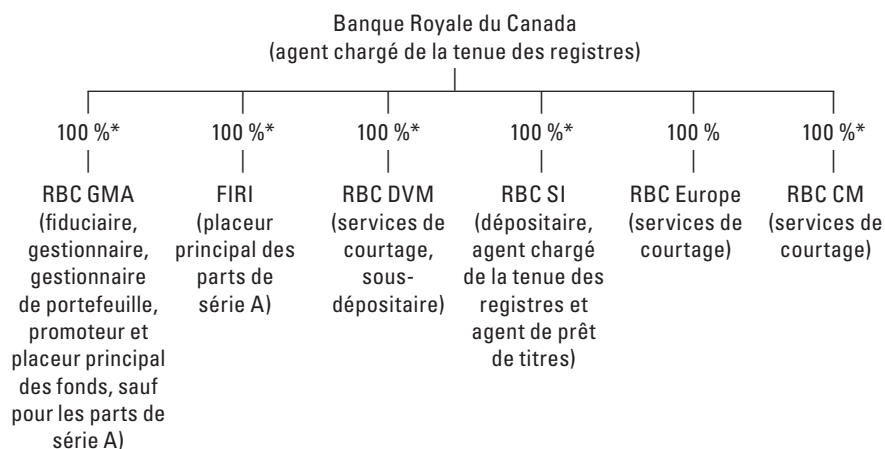 Banque Royale du Canada
(agent chargé de la tenue des registres)
100 %*
100 %*
100 %*
100 %*
100 %
100 %*
RBC GMA
(fiduciaire,
gestionnaire,
gestionnaire
de portefeuille,
promoteur et
placeur principal
des fonds, sauf
pour les parts de
série A)
FIRI
(placeur
principal des
parts de
série A)
RBC DVM
(services de
courtage,
sous-
dépositaire)
RBC SI
(dépositaire,
agent chargé
de la tenue des
registres et
agent de prêt
de titres)
RBC Europe
(services de
courtage)
RBC CM
(services de
courtage)